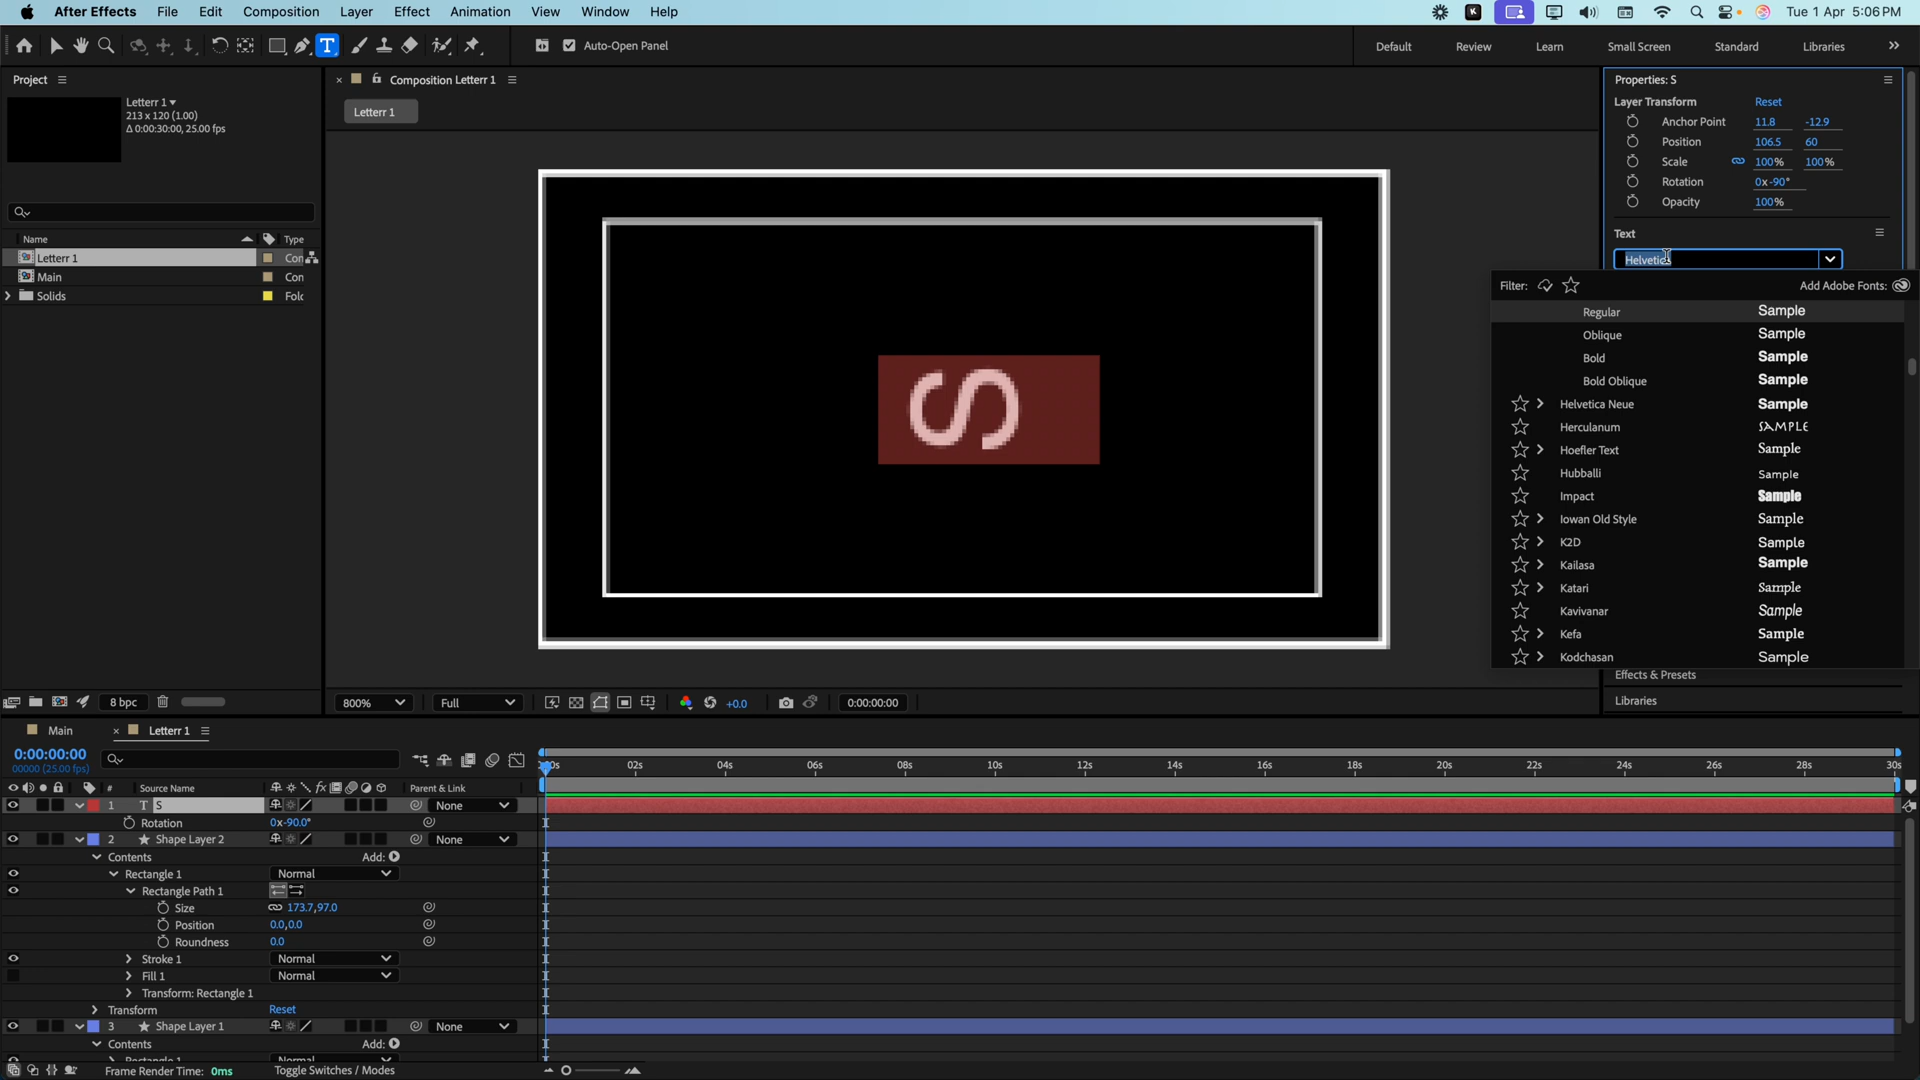 After Effects File Edit Composition Layer Effect Animation View Window Help Tue 1 Apr 5:06 PM
T Auto-Open Panel Default Review Learn Small Screen Standard Libraries
Project
Letterr 1
213 x 120 (1.00)
Δ 0:00:30:00, 25.00 fps
Name Type
Letterr 1 Con
Main Con
Solids Fold
8 bpc
Composition Letterr 1
Letterr 1
S
800% Full +0.0 0:00:00:00
Properties: S
Layer Transform Reset
Anchor Point 11.8 -12.9
Position 106.5 60
Scale 100% 100%
Rotation 0x-90°
Opacity 100%
Text
Helvetica
Filter: Add Adobe Fonts:
Regular Sample
Oblique Sample
Bold Sample
Bold Oblique Sample
Helvetica Neue Sample
Herculanum Sample
Hoefler Text Sample
Hubballi Sample
Impact Sample
Iowan Old Style Sample
K2D Sample
Kailasa Sample
Katari Sample
Kavivanar Sample
Kefa Sample
Kodchasan Sample
Effects & Presets
Libraries
Main Letterr 1
0:00:00:00
00000 (25.00 fps)
# Source Name fx Parent & Link
1 T S None
Rotation 0x-90.0°
2 Shape Layer 2 None
Contents Add:
Rectangle 1 Normal
Rectangle Path 1
Size 173.7,97.0
Position 0.0,0.0
Roundness 0.0
Stroke 1 Normal
Fill 1 Normal
Transform: Rectangle 1
Transform Reset
3 Shape Layer 1 None
Contents Add:
Rectangle 1 Normal
Frame Render Time: 0ms Toggle Switches / Modes
:00s 02s 04s 06s 08s 10s 12s 14s 16s 18s 20s 22s 24s 26s 28s 30s